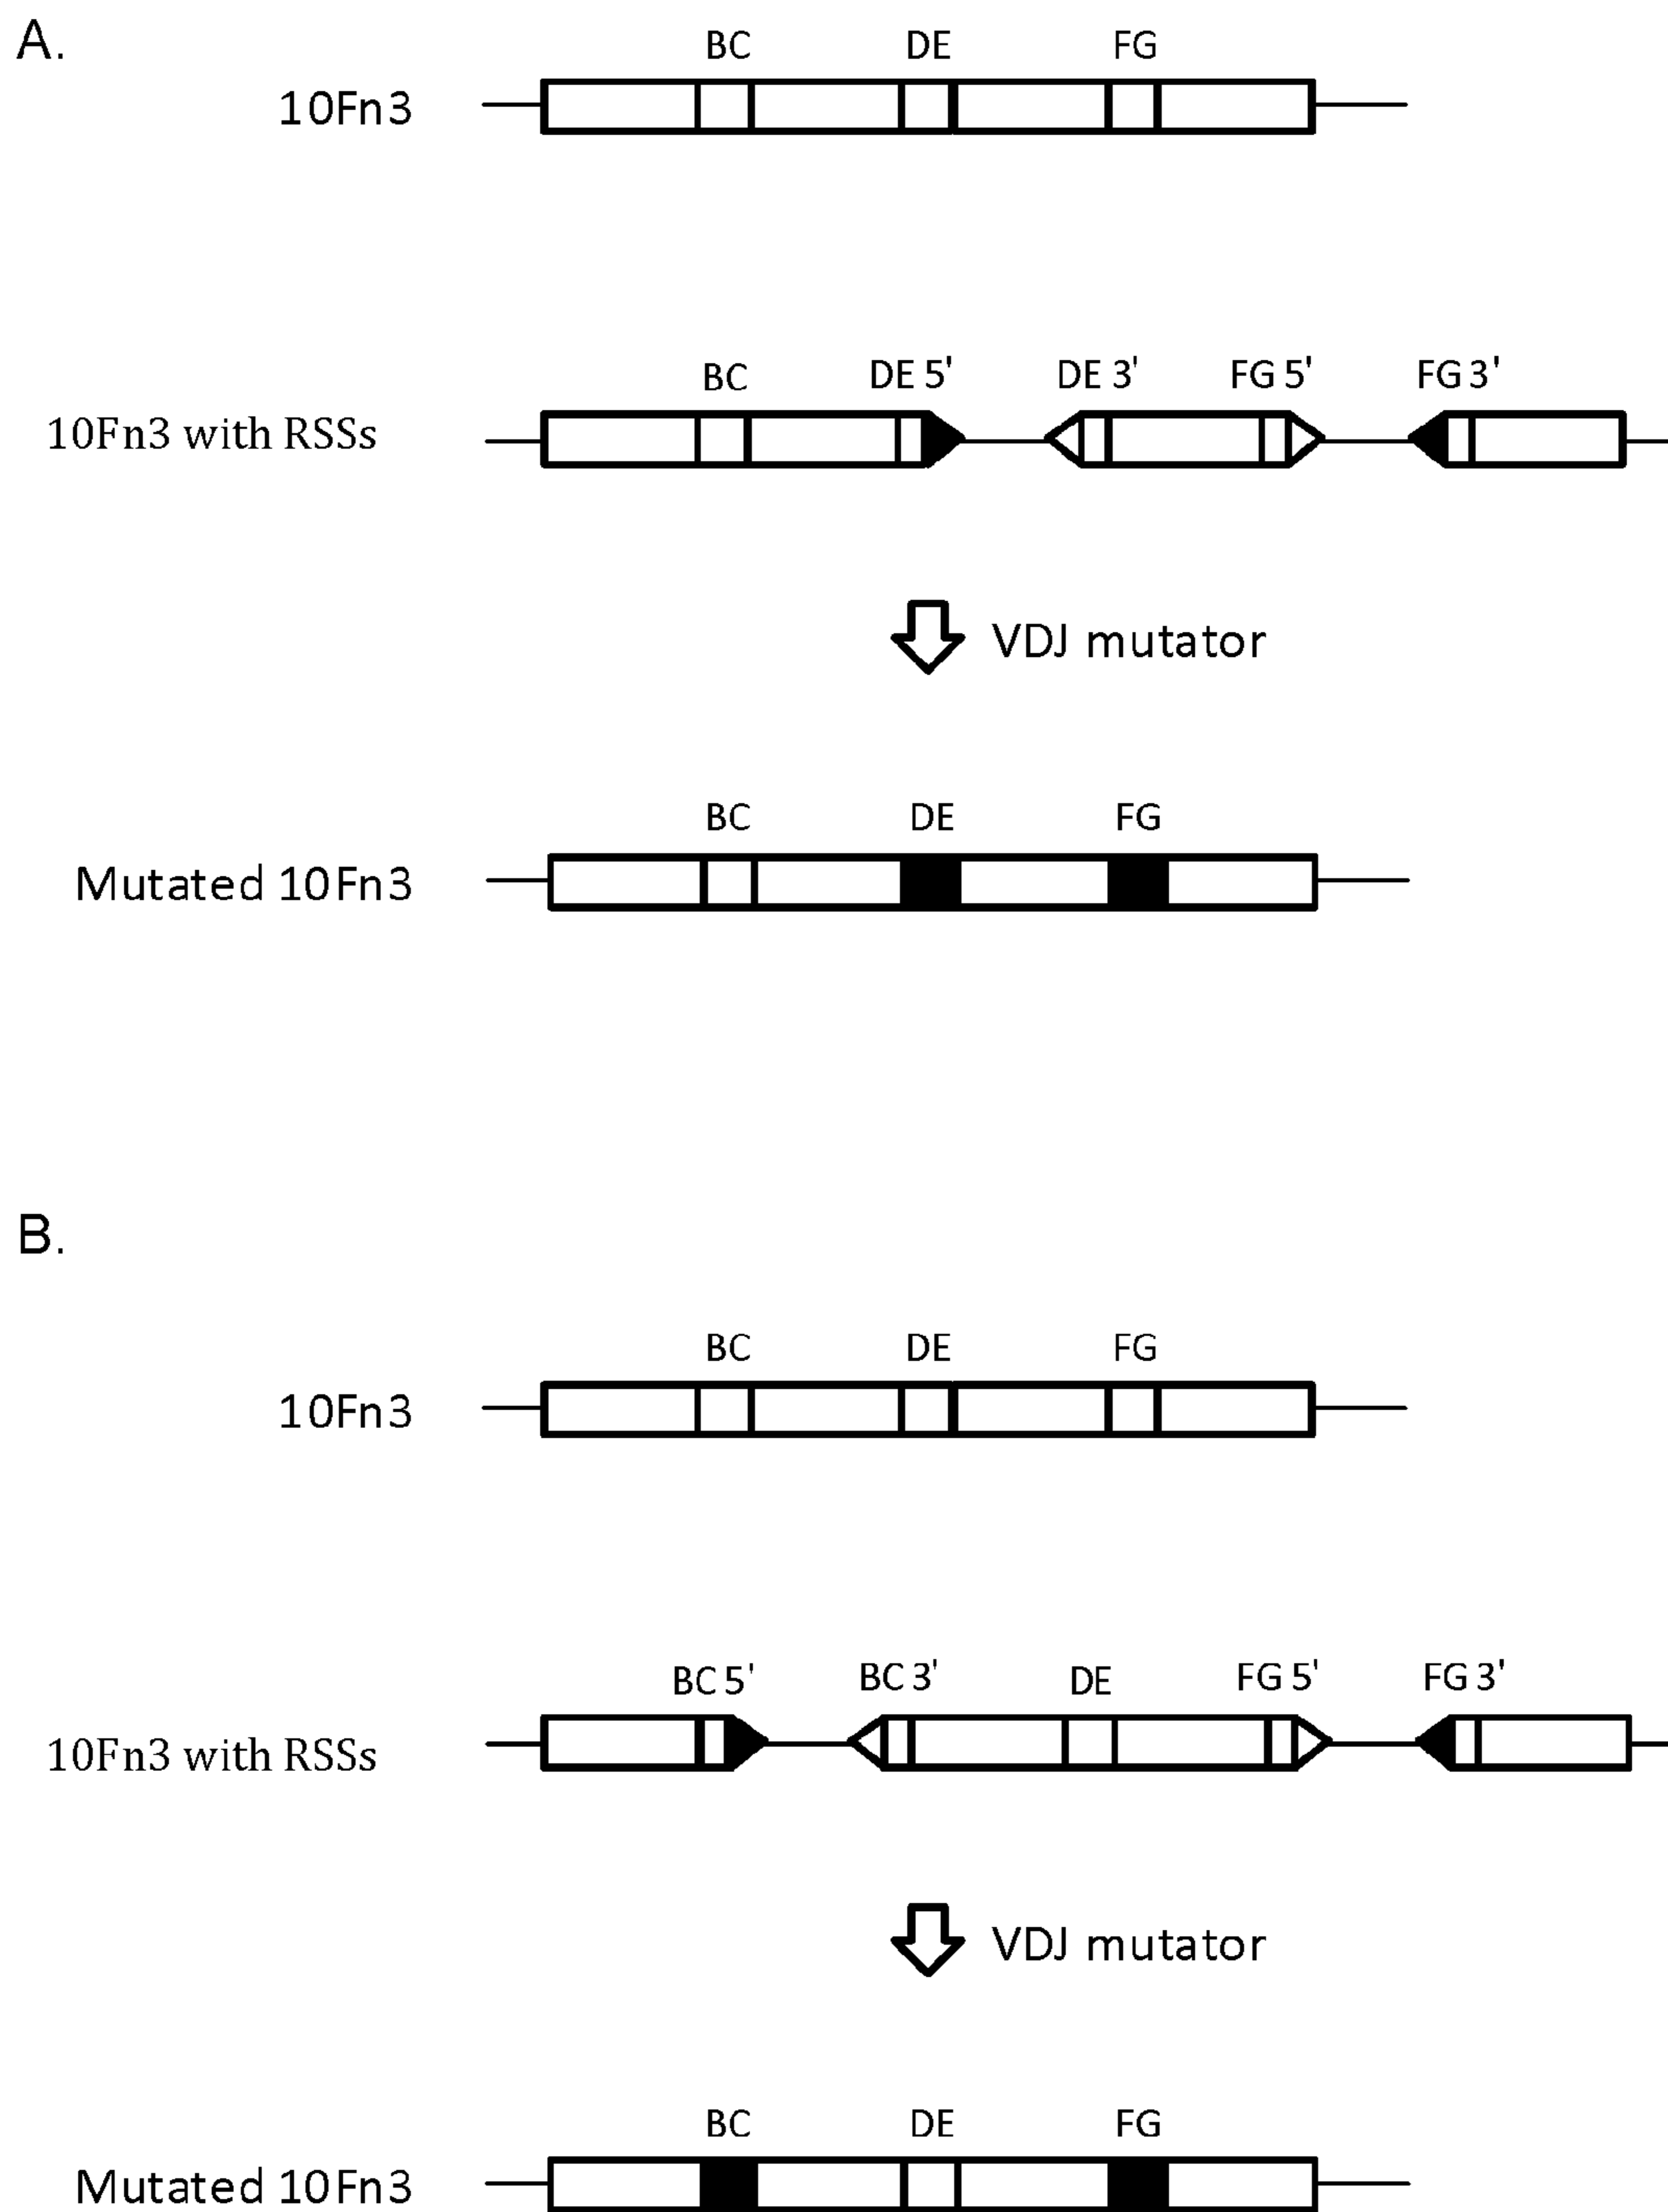 A.
BC DE FG
10Fn3
BC DE 5' DE 3' FG 5' FG 3'
10Fn3 with RSSs
VDJ mutator
BC DE FG
Mutated 10Fn3
B.
BC DE FG
10Fn3
BC 5' BC 3' DE FG 5' FG 3'
10Fn3 with RSSs
VDJ mutator
BC DE FG
Mutated 10Fn3